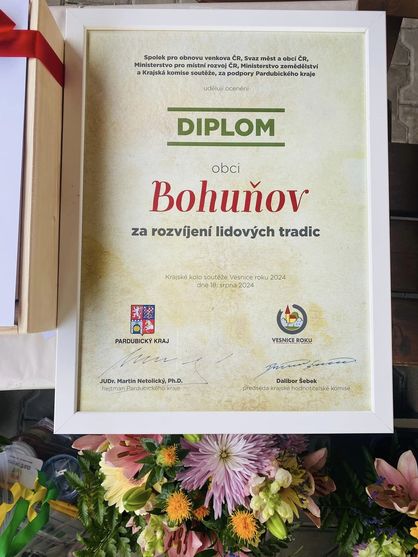 Spolek pro obnovu venkova ČR, Svaz měst a obcí ČR,
Ministerstvo pro místní rozvoj ČR, Ministerstvo zemědělství
a Krajská komise soutěže, za podpory Pardubického kraje
udělují ocenění
DIPLOM
obci
Bohuňov
za rozvíjení lidových tradic
Krajské kolo soutěže Vesnice roku 2024
dne 18. srpna 2024
PARDUBICKÝ KRAJ
VESNICE ROKU
JUDr. Martin Netolický, Ph.D.
hejtman Pardubického kraje
Dalibor Šebek
předseda krajské hodnotitelské komise